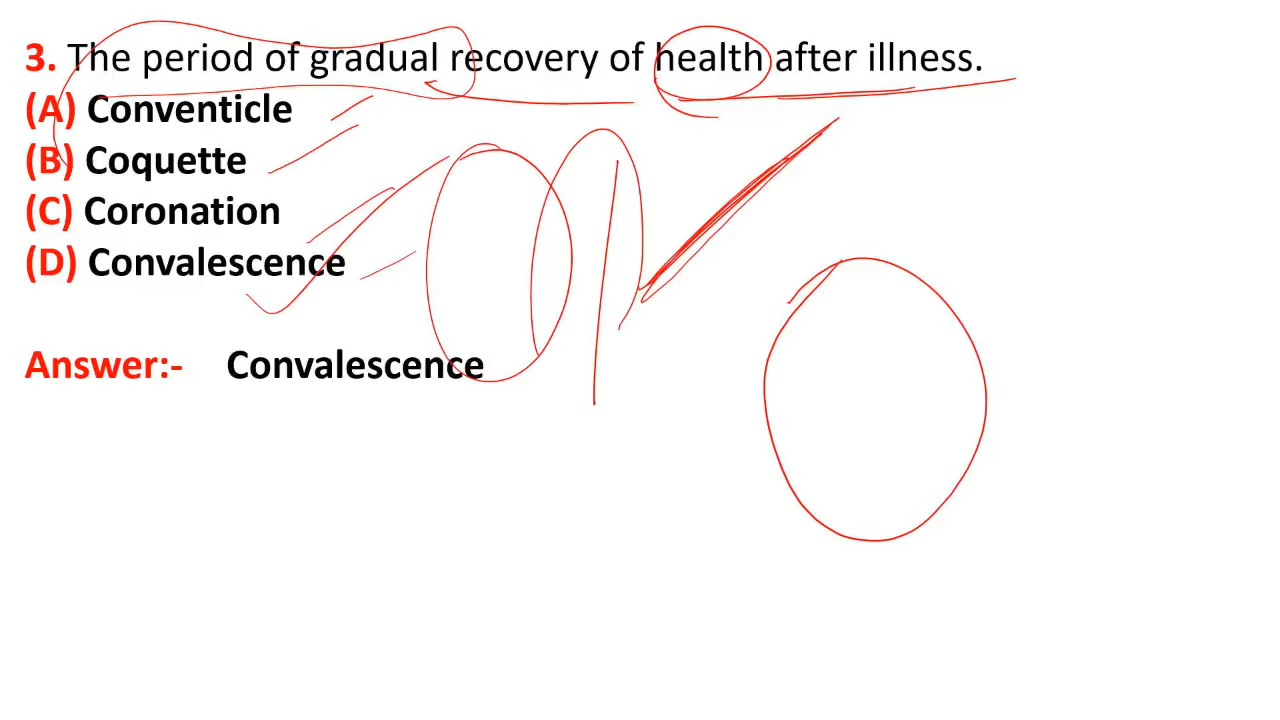 3. The period of gradual recovery of health after illness.
(A) Conventicle
(B) Coquette
(C) Coronation
(D) Convalescence
Answer:- Convalescence